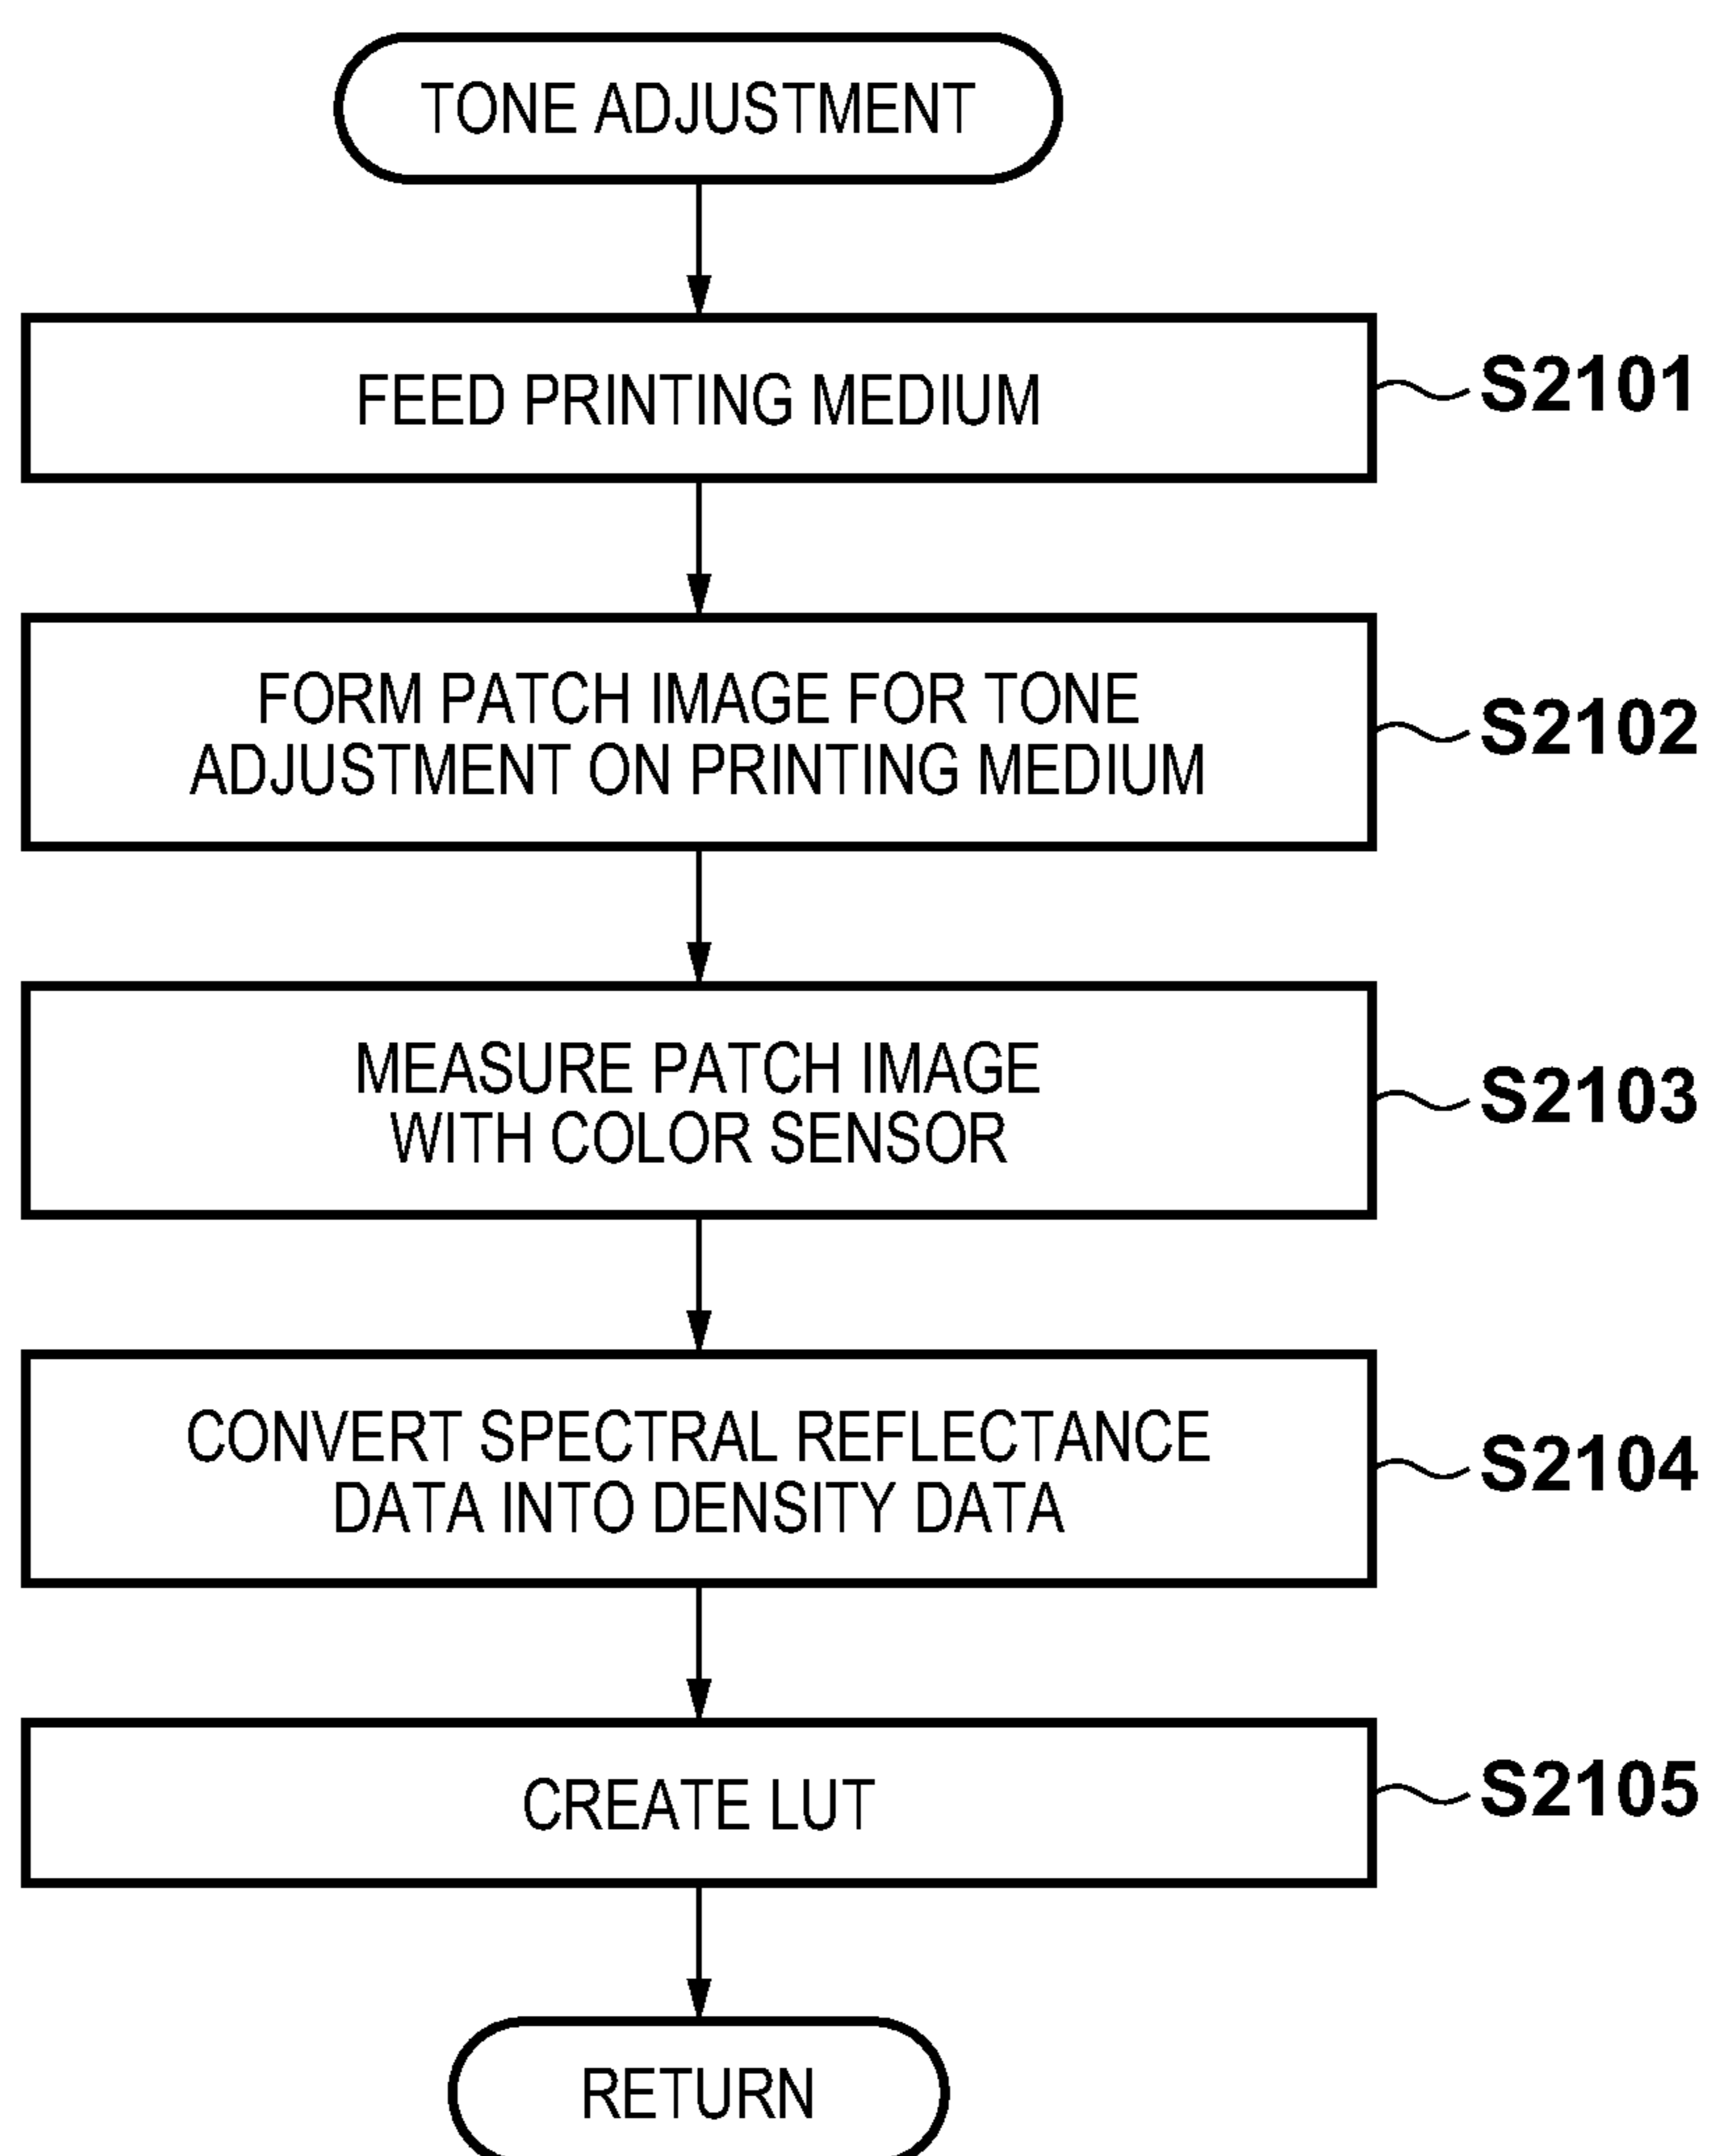 TONE ADJUSTMENT
FEED PRINTING MEDIUM
S2101
FORM PATCH IMAGE FOR TONE
ADJUSTMENT ON PRINTING MEDIUM
S2102
MEASURE PATCH IMAGE
WITH COLOR SENSOR
S2103
CONVERT SPECTRAL REFLECTANCE
DATA INTO DENSITY DATA
S2104
CREATE LUT
S2105
RETURN